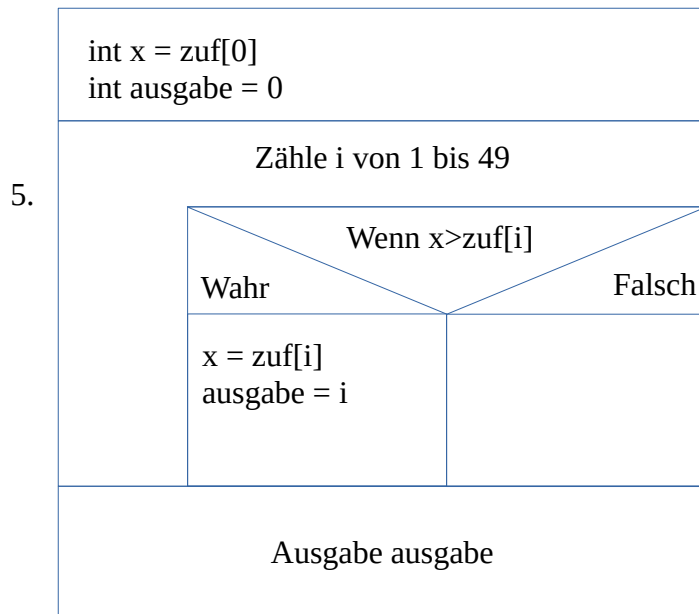 int x = zuf[0]
int ausgabe = 0
Zähle i von 1 bis 49
5.
Wenn x>zuf[i]
Wahr
Falsch
x = zuf[i]
ausgabe = i
Ausgabe ausgabe